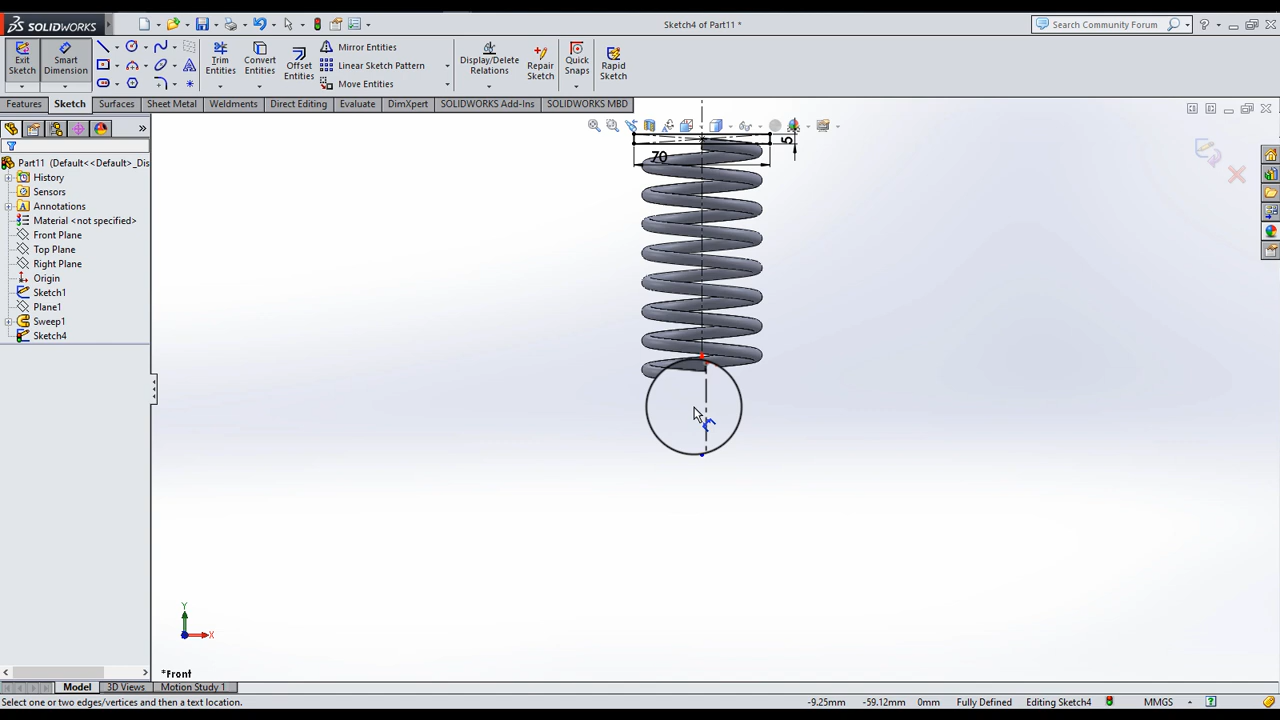 SOLIDWORKS
Sketch4 of Part11 *
Search Community Forum
Exit Sketch
Smart Dimension
Trim Entities
Convert Entities
Offset Entities
Mirror Entities
Linear Sketch Pattern
Move Entities
Display/Delete Relations
Repair Sketch
Quick Snaps
Rapid Sketch
Features
Sketch
Surfaces
Sheet Metal
Weldments
Direct Editing
Evaluate
DimXpert
SOLIDWORKS Add-Ins
SOLIDWORKS MBD
Part11 (Default<<Default>_Dis
History
Sensors
Annotations
Material <not specified>
Front Plane
Top Plane
Right Plane
Origin
Sketch1
Plane1
Sweep1
Sketch4
70
5
Y
X
*Front
Model
3D Views
Motion Study 1
Select one or two edges/vertices and then a text location.
-9.25mm
-59.12mm
0mm
Fully Defined
Editing Sketch4
MMGS